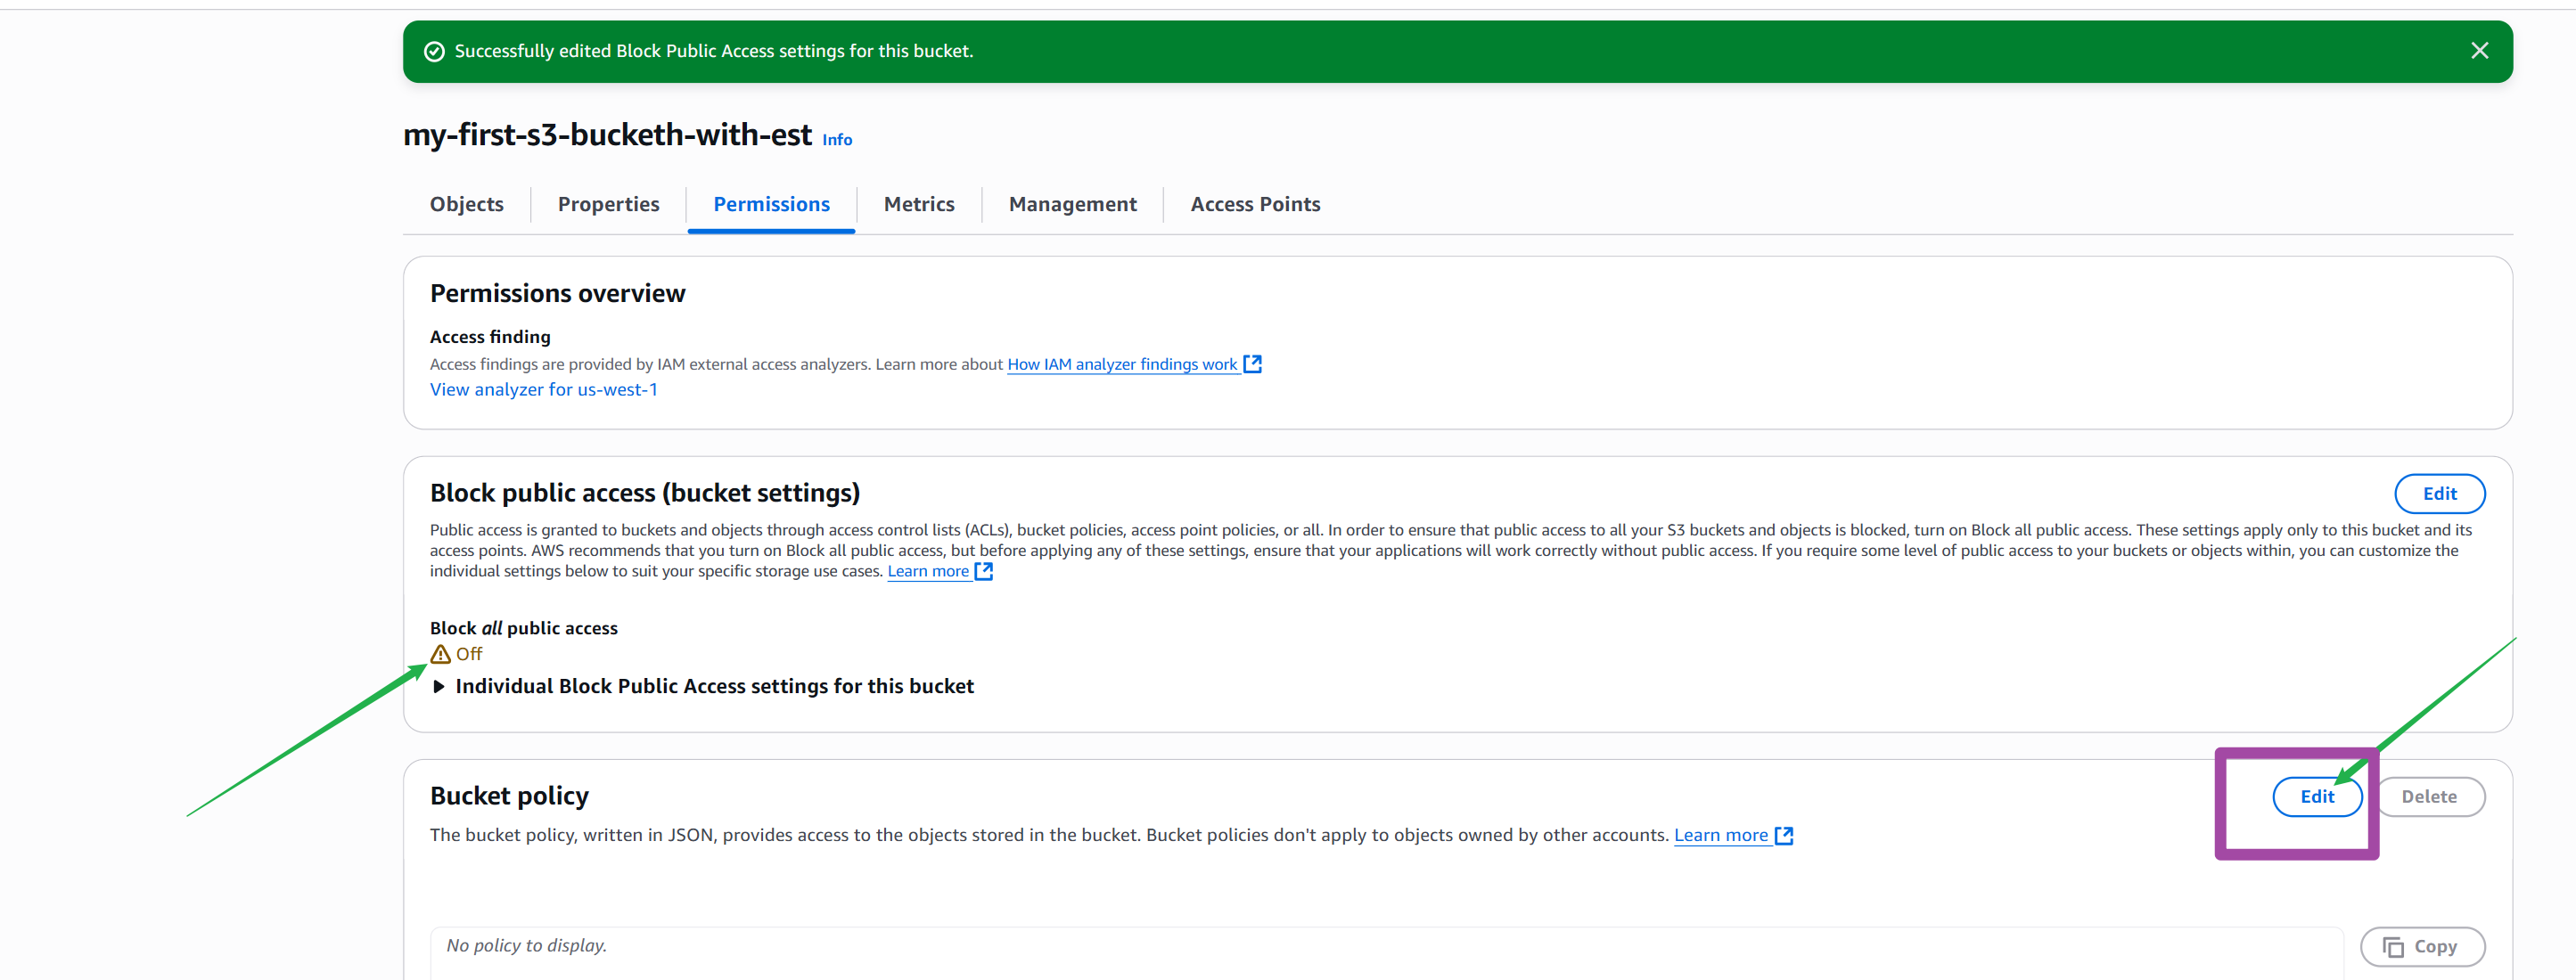 Successfully edited Block Public Access settings for this bucket.
my-first-s3-bucketh-with-est Info
Objects Properties Permissions Metrics Management Access Points
Permissions overview
Access finding
Access findings are provided by IAM external access analyzers. Learn more about How IAM analyzer findings work
View analyzer for us-west-1
Block public access (bucket settings) Edit
Public access is granted to buckets and objects through access control lists (ACLs), bucket policies, access point policies, or all. In order to ensure that public access to all your S3 buckets and objects is blocked, turn on Block all public access. These settings apply only to this bucket and its
access points. AWS recommends that you turn on Block all public access, but before applying any of these settings, ensure that your applications will work correctly without public access. If you require some level of public access to your buckets or objects within, you can customize the
individual settings below to suit your specific storage use cases. Learn more
Block all public access
Off
Individual Block Public Access settings for this bucket
Bucket policy Edit Delete
The bucket policy, written in JSON, provides access to the objects stored in the bucket. Bucket policies don't apply to objects owned by other accounts. Learn more
No policy to display. Copy